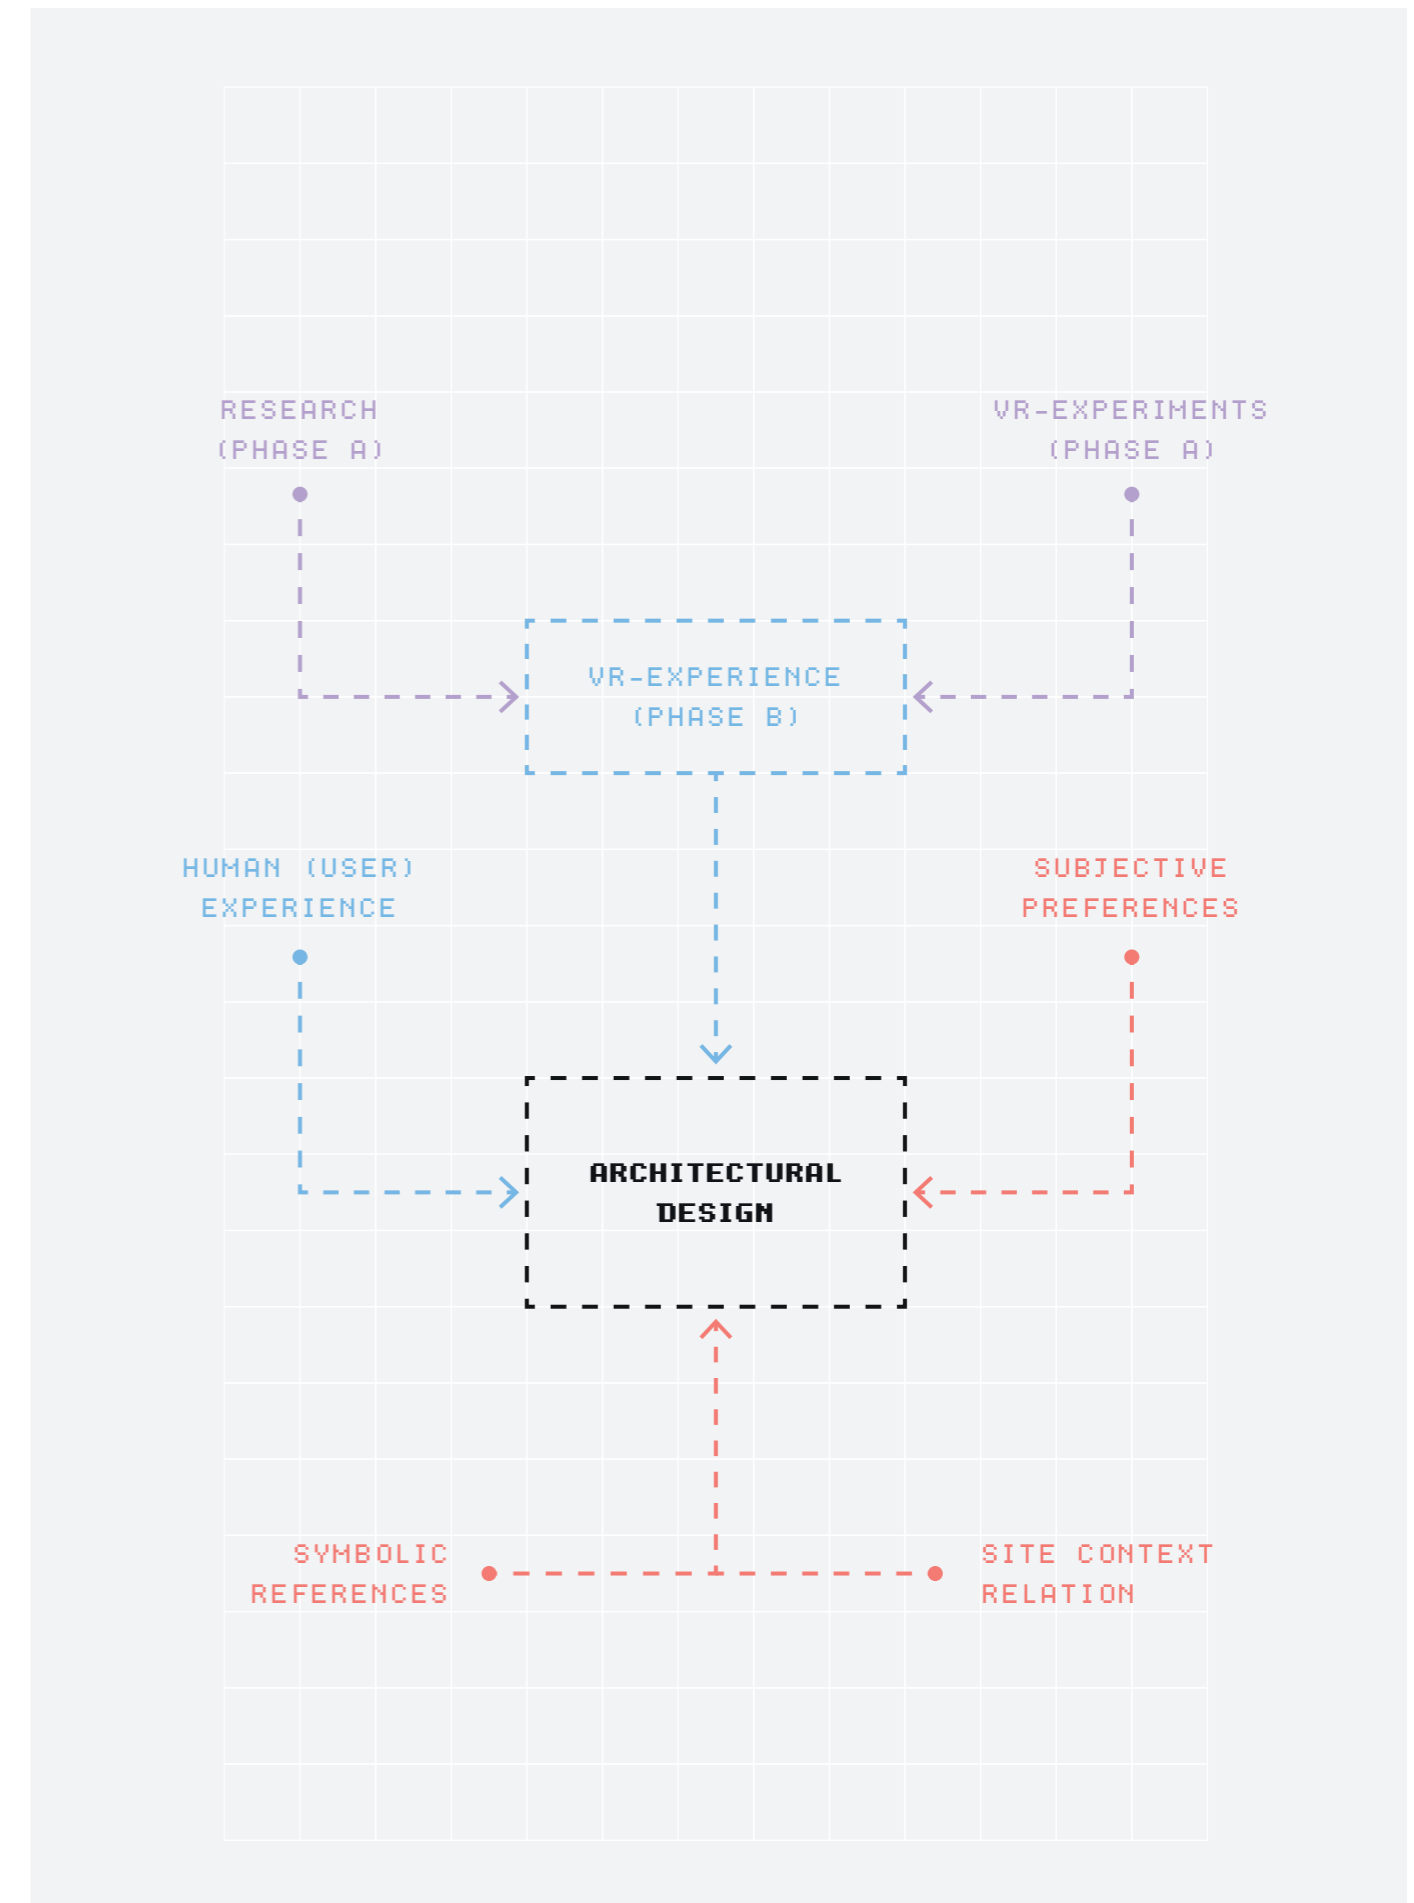 RESEARCH
(PHASE A)
VR-EXPERIMENTS
(PHASE A)
VR-EXPERIENCE
(PHASE B)
HUMAN (USER)
EXPERIENCE
SUBJECTIVE
PREFERENCES
ARCHITECTURAL
DESIGN
SYMBOLIC
REFERENCES
SITE CONTEXT
RELATION